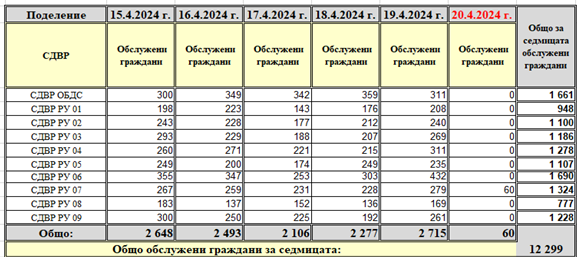 Поделение 15.4.2024 г. 16.4.2024 г. 17.4.2024 г. 18.4.2024 г. 19.4.2024 г. 20.4.2024 г. Общо за седмицата обслужени граждани
СДВР Обслужени граждани Обслужени граждани Обслужени граждани Обслужени граждани Обслужени граждани Обслужени граждани
СДВР ОБДС 300 349 342 359 311 0 1 661
СДВР РУ 01 198 223 143 176 208 0 948
СДВР РУ 02 243 228 177 212 240 0 1 100
СДВР РУ 03 293 229 188 207 269 0 1 186
СДВР РУ 04 260 271 221 215 311 0 1 278
СДВР РУ 05 249 200 174 249 235 0 1 107
СДВР РУ 06 355 347 253 303 432 0 1 690
СДВР РУ 07 267 259 231 228 279 60 1 324
СДВР РУ 08 183 137 152 136 169 0 777
СДВР РУ 09 300 250 225 192 261 0 1 228
Общо: 2 648 2 493 2 106 2 277 2 715 60
Общо обслужени граждани за седмицата: 12 299